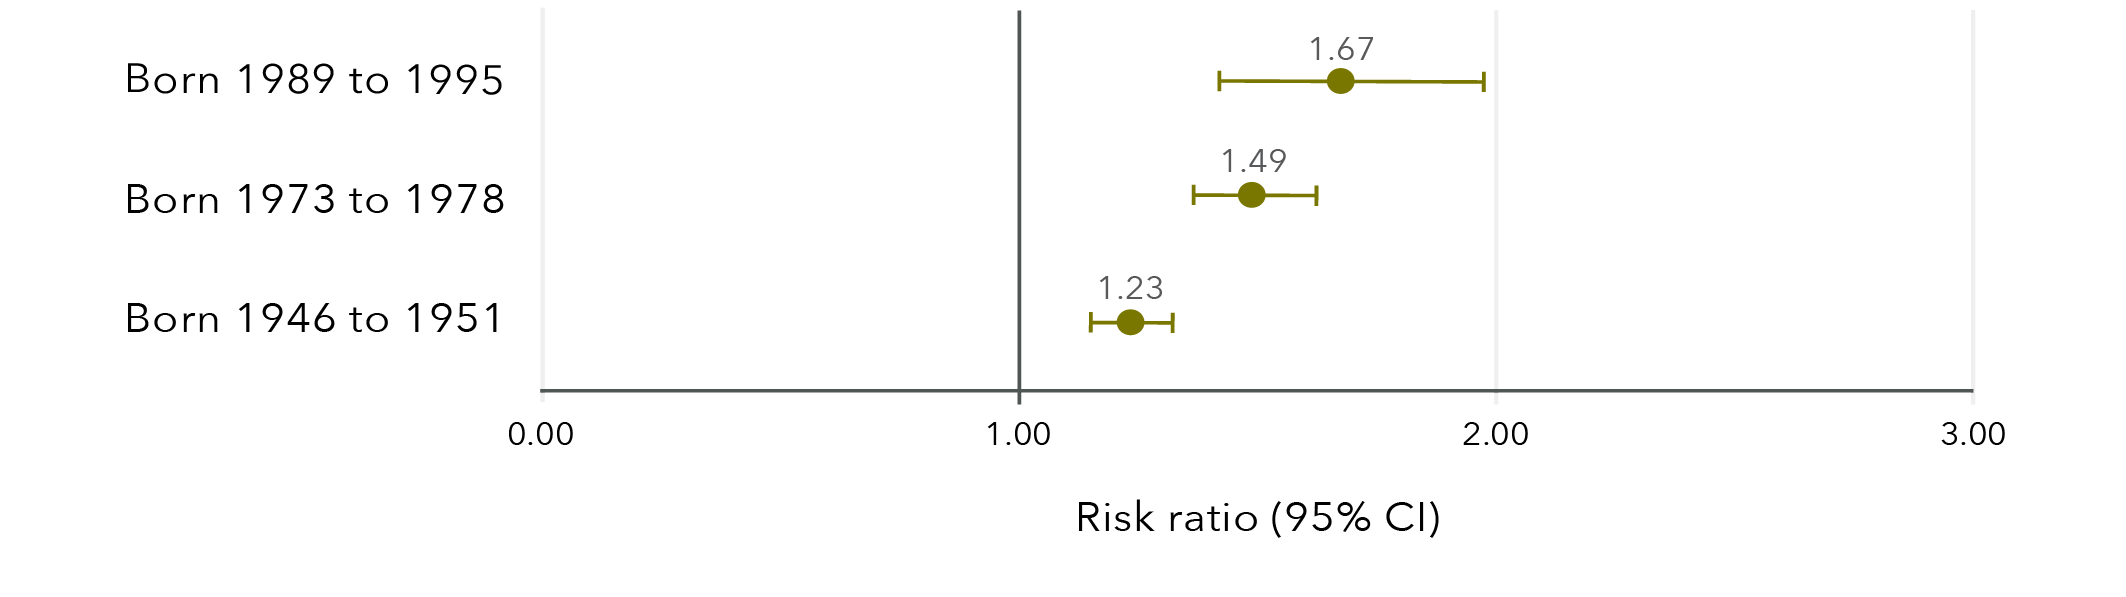 1.67
Born 1989 to 1995
1.49
Born 1973 to 1978
1.23
Born 1946 to 1951
0.00 1.00 2.00 3.00
Risk ratio (95% CI)